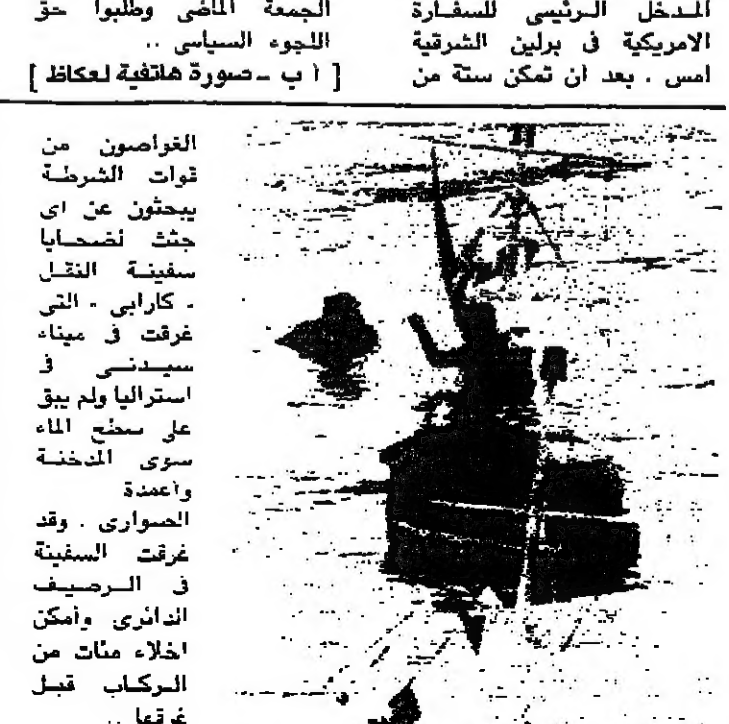 المدخل الرئيسى للسفارة
الامريكية فى برلين الشرقية
امس . بعد ان تمكن ستة من
الجمعة الماضى وطلبوا حق
اللجوء السياسى ..
[ أ ب ـ صورة هاتفية لعكاظ ]
الغواصون من
قوات الشرطة
يبحثون عن اى
جثث لضحايا
سفينة النقل
ـ كارابى ـ التى
غرقت فى ميناء
سيدنى فى
استراليا ولم يبق
على سطح الماء
سوى المدخنة
وأعمدة
الصوارى . وقد
غرقت السفينة
فى الرصيف
الدائرى وأمكن
اخلاء مئات من
الركاب قبل
غرقها ..